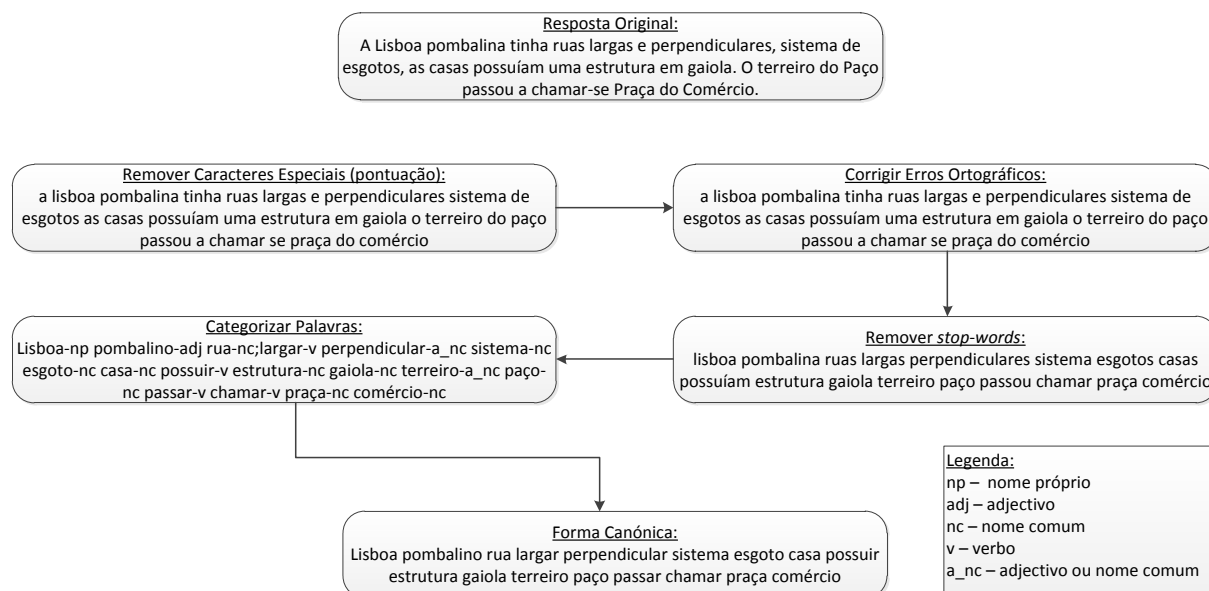 Resposta Original:
A Lisboa pombalina tinha ruas largas e perpendiculares, sistema de
esgotos, as casas possuíam uma estrutura em gaiola. O terreiro do Paço
passou a chamar-se Praça do Comércio.
Remover Caracteres Especiais (pontuação):
a lisboa pombalina tinha ruas largas e perpendiculares sistema de
esgotos as casas possuíam uma estrutura em gaiola o terreiro do paço
passou a chamar se praça do comércio
Corrigir Erros Ortográficos:
a lisboa pombalina tinha ruas largas e perpendiculares sistema de
esgotos as casas possuíam uma estrutura em gaiola o terreiro do paço
passou a chamar se praça do comércio
Remover stop-words:
lisboa pombalina ruas largas perpendiculares sistema esgotos casas
possuíam estrutura gaiola terreiro paço passou chamar praça comércio
Categorizar Palavras:
Lisboa-np pombalino-adj rua-nc;largar-v perpendicular-a_nc sistema-nc
esgoto-nc casa-nc possuir-v estrutura-nc gaiola-nc terreiro-a_nc paço-
nc passar-v chamar-v praça-nc comércio-nc
Forma Canónica:
Lisboa pombalino rua largar perpendicular sistema esgoto casa possuir
estrutura gaiola terreiro paço passar chamar praça comércio
Legenda:
np – nome próprio
adj – adjectivo
nc – nome comum
v – verbo
a_nc – adjectivo ou nome comum